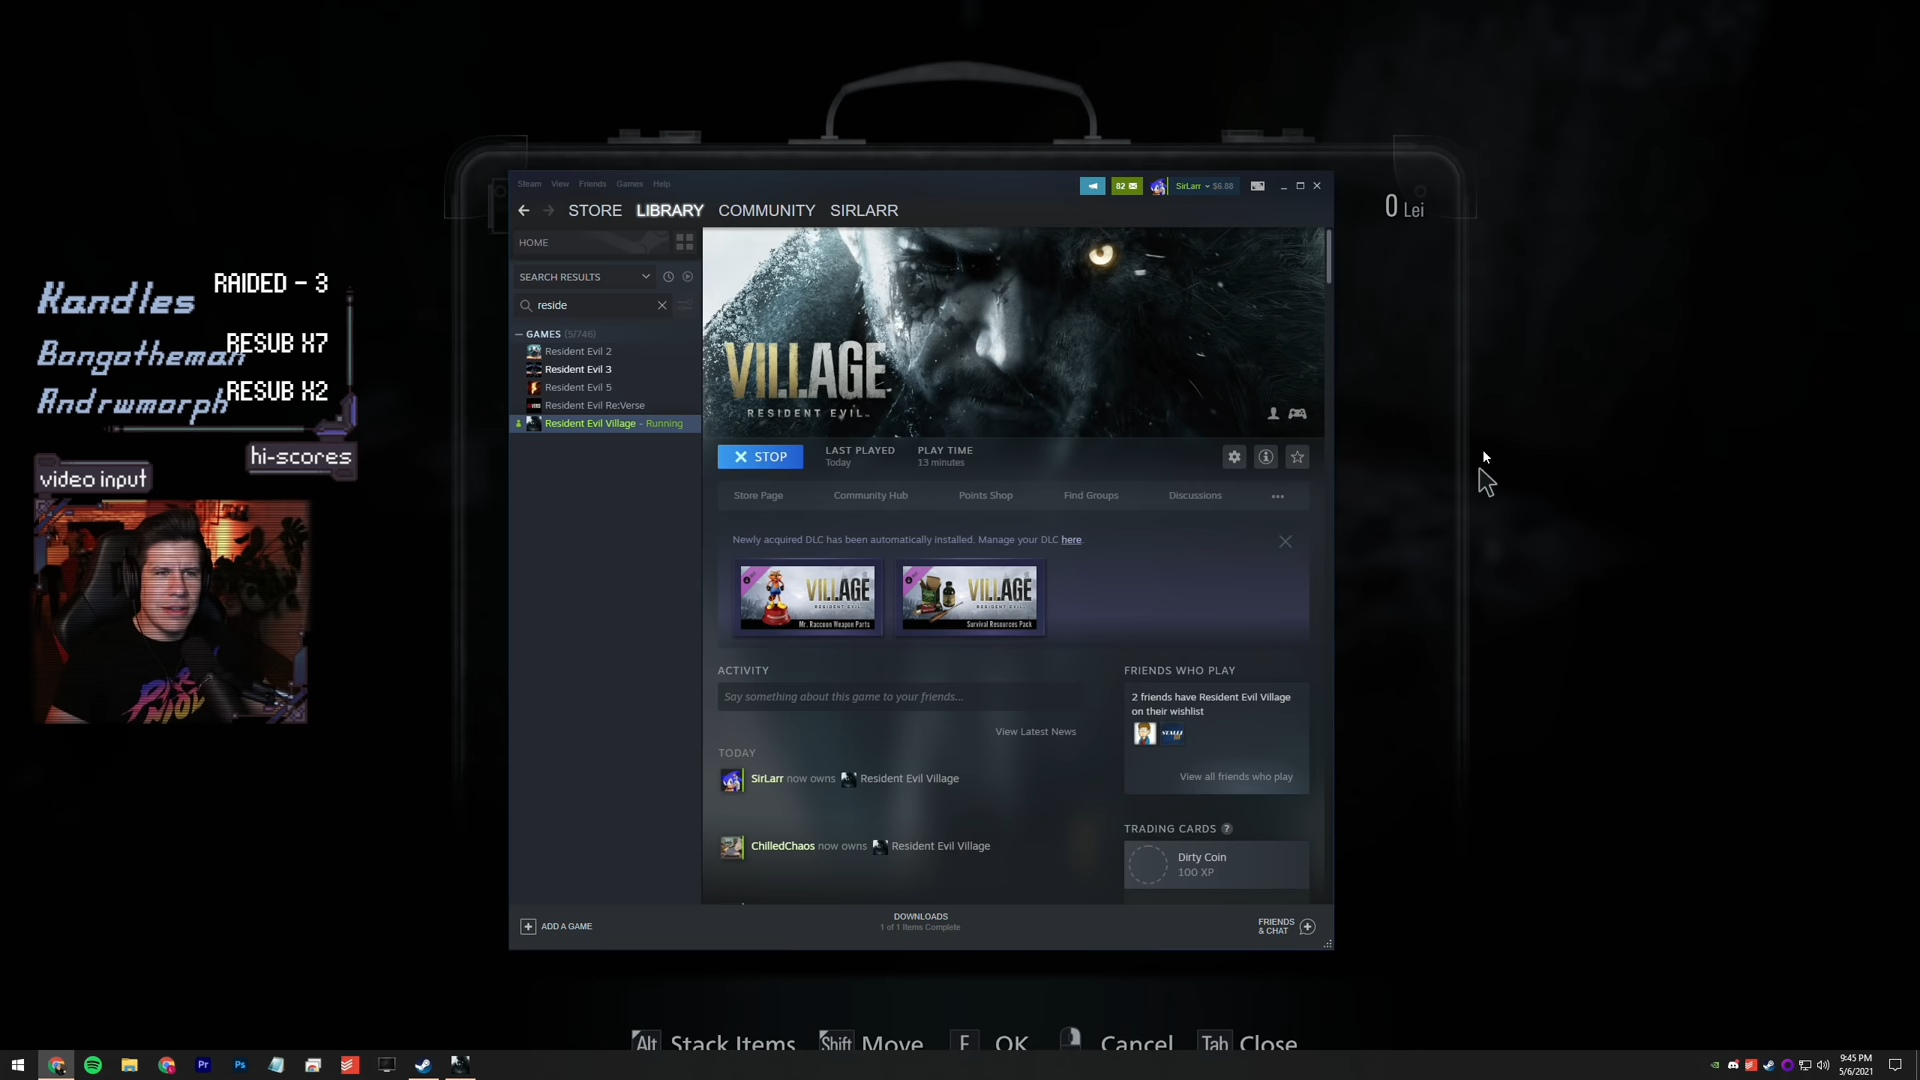 Steam View Friends Games Help
82
SirLarr $6.88
STORE LIBRARY COMMUNITY SIRLARR
0 Lei
HOME
SEARCH RESULTS
reside
GAMES (5/746)
Resident Evil 2
Resident Evil 3
Resident Evil 5
Resident Evil Re:Verse
Resident Evil Village - Running
VILLAGE
RESIDENT EVIL
STOP
LAST PLAYED
Today
PLAY TIME
13 minutes
Store Page Community Hub Points Shop Find Groups Discussions
Newly acquired DLC has been automatically installed. Manage your DLC here.
VILLAGE
RESIDENT EVIL
Mr. Raccoon Weapon Parts
VILLAGE
RESIDENT EVIL
Survival Resources Pack
ACTIVITY
Say something about this game to your friends...
View Latest News
TODAY
SirLarr now owns Resident Evil Village
ChilledChaos now owns Resident Evil Village
FRIENDS WHO PLAY
2 friends have Resident Evil Village
on their wishlist
View all friends who play
TRADING CARDS ?
Dirty Coin
100 XP
ADD A GAME
DOWNLOADS
1 of 1 Items Complete
FRIENDS
& CHAT
Kandles RAIDED - 3
Bongotheman RESUB X7
Andrwmorph RESUB X2
hi-scores
video input
Alt Stack Items Shift Move F OK Cancel Tab Close
Pr
Ps
9:45 PM
5/6/2021